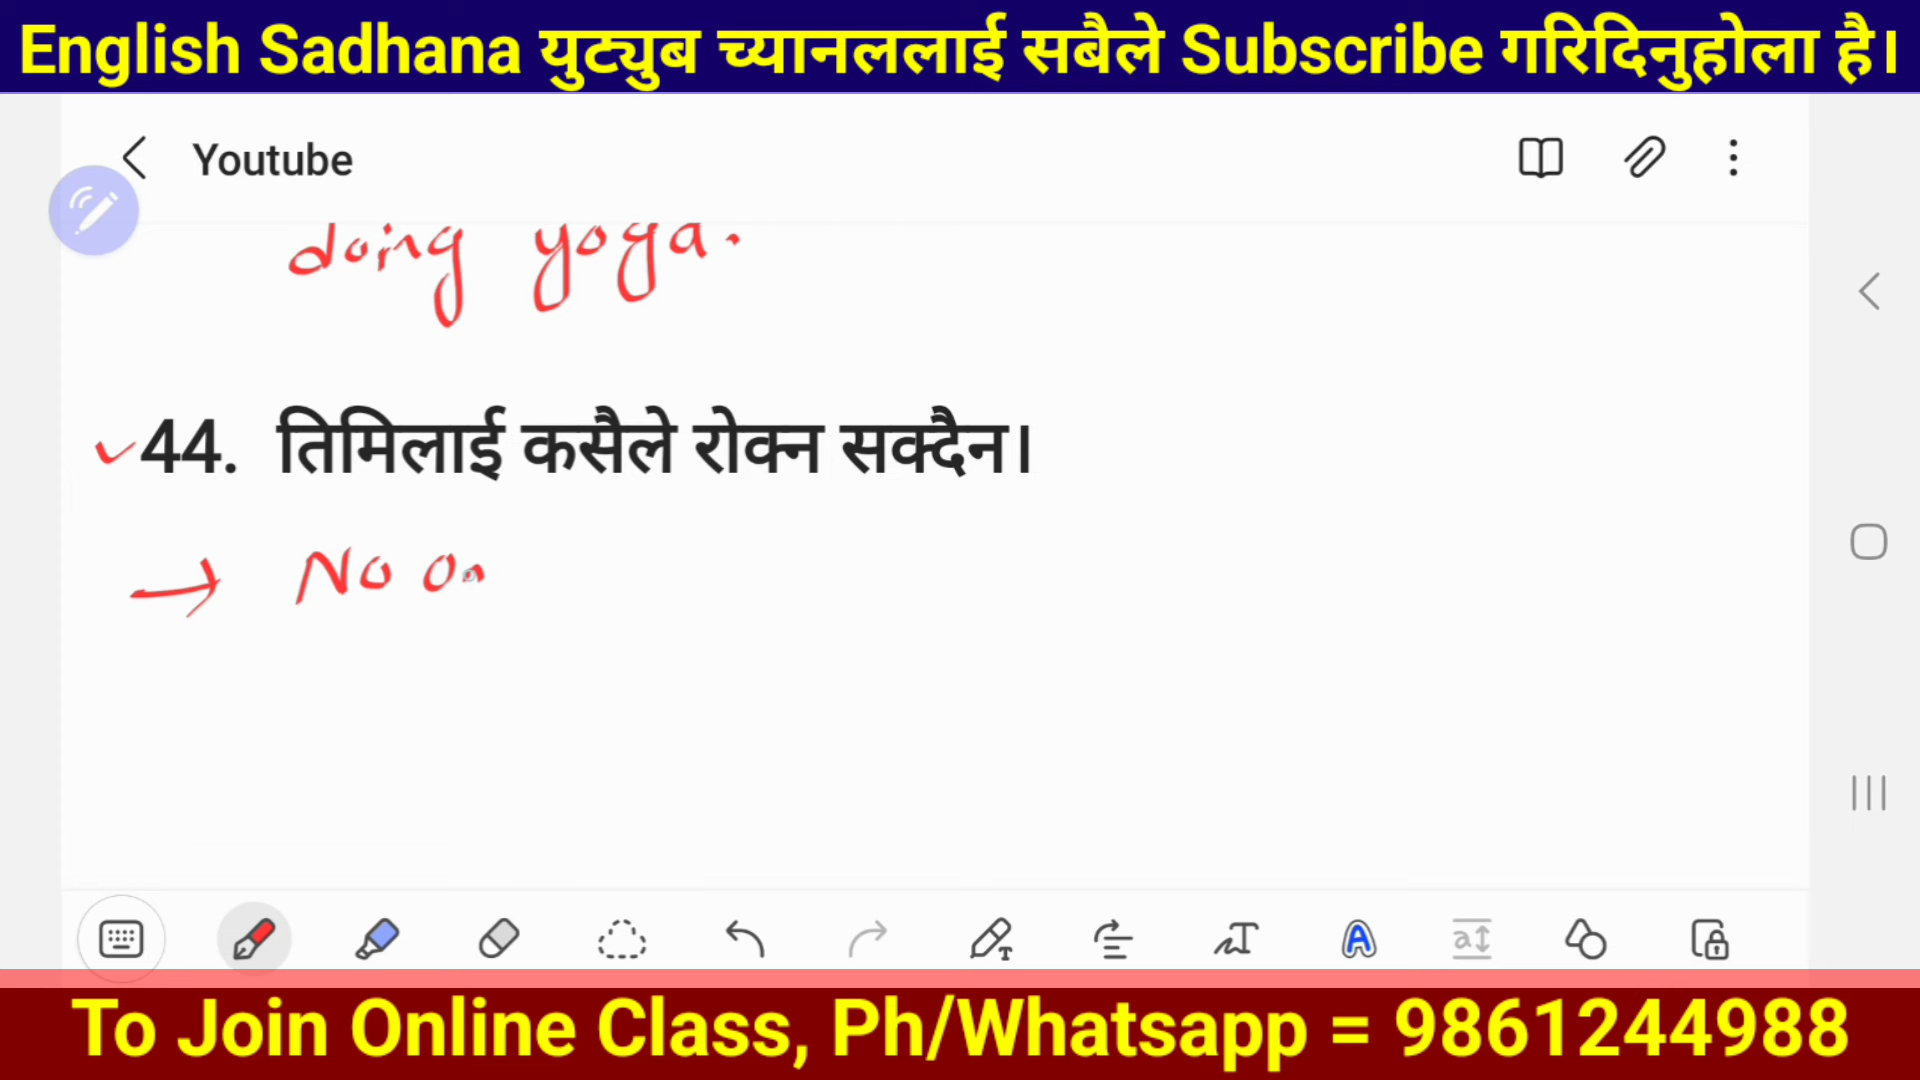 English Sadhana युट्युब च्यानललाई सबैले Subscribe गरिदिनुहोला है।
Youtube
doing yoga.
44. तिमिलाई कसैले रोक्न सक्दैन।
→ No on
To Join Online Class, Ph/Whatsapp = 9861244988